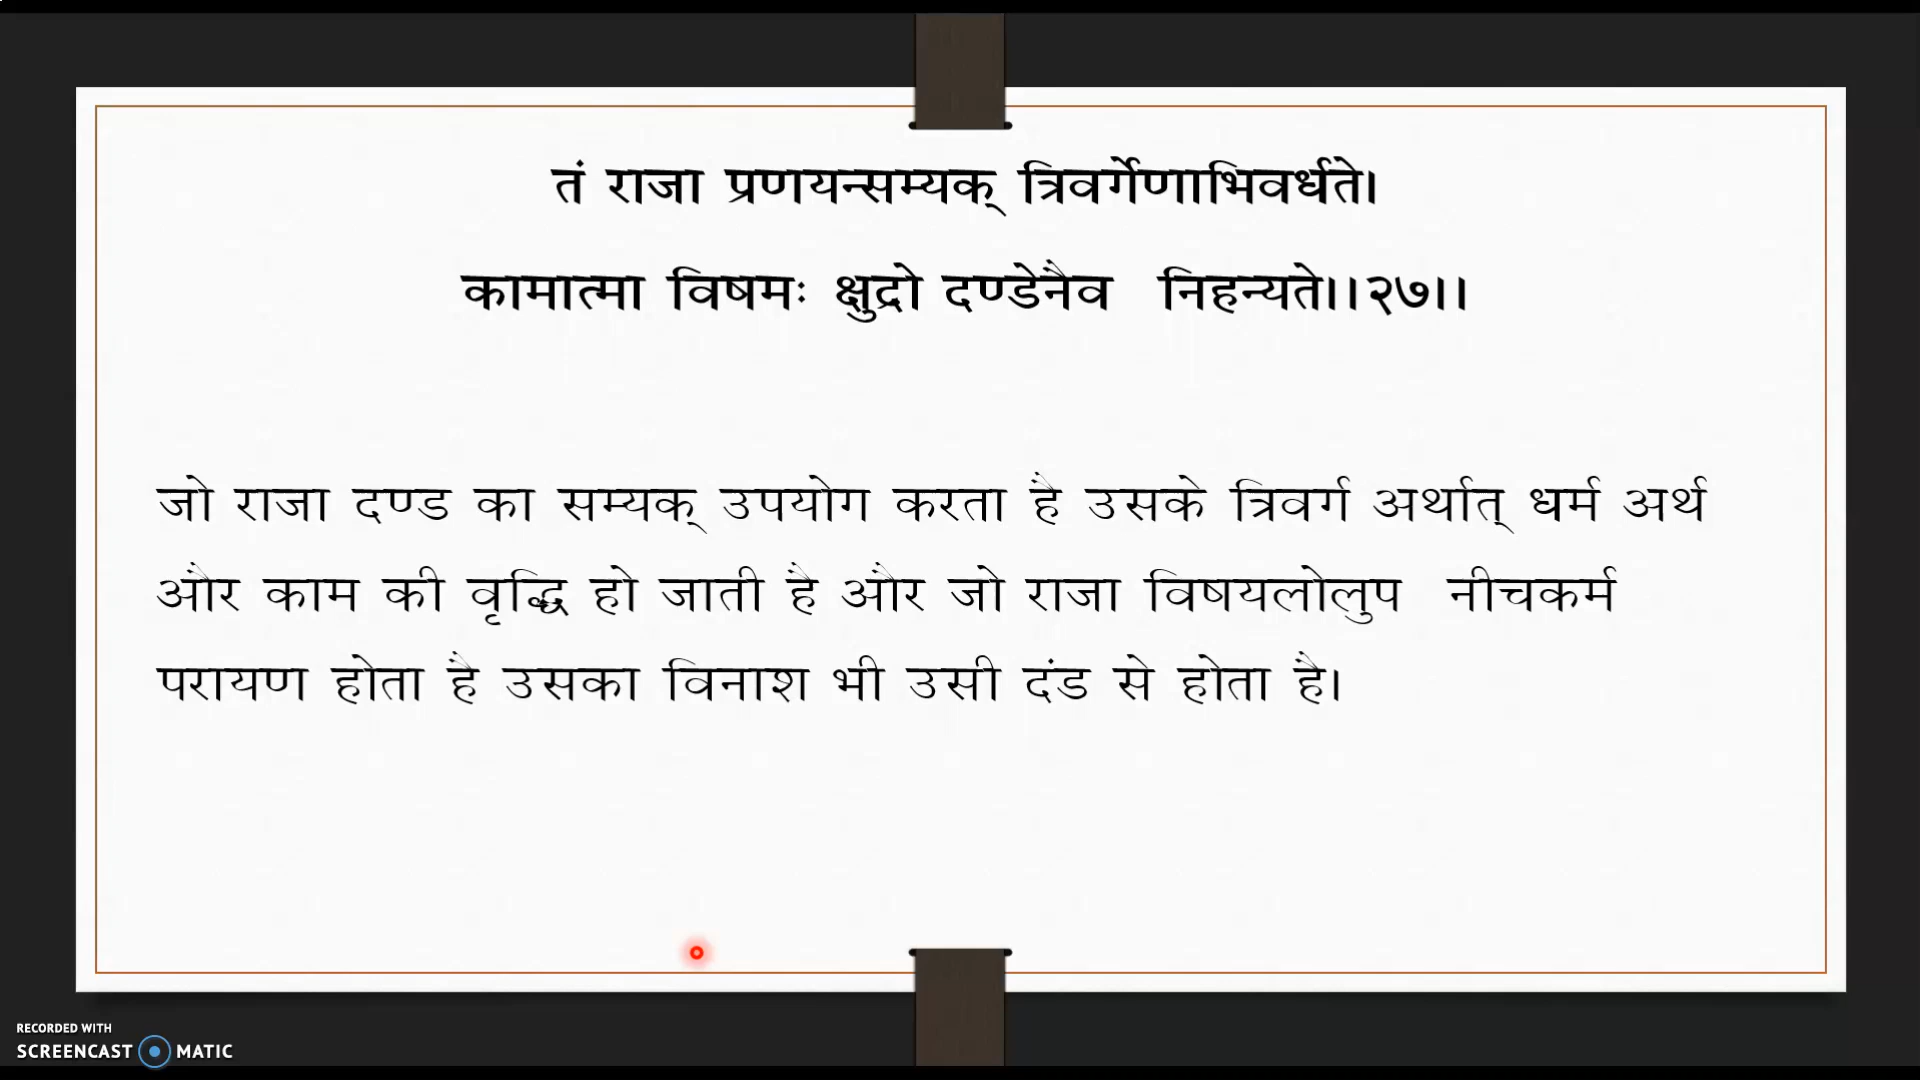 तं राजा प्रणयन्सम्यक् त्रिवर्गेणाभिवर्धते।
कामात्मा विषमः क्षुद्रो दण्डेनैव निहन्यते।।२७।।
जो राजा दण्ड का सम्यक् उपयोग करता है उसके त्रिवर्ग अर्थात् धर्म अर्थ
और काम की वृद्धि हो जाती है और जो राजा विषयलोलुप नीचकर्म
परायण होता है उसका विनाश भी उसी दंड से होता है।
RECORDED WITH
SCREENCAST MATIC